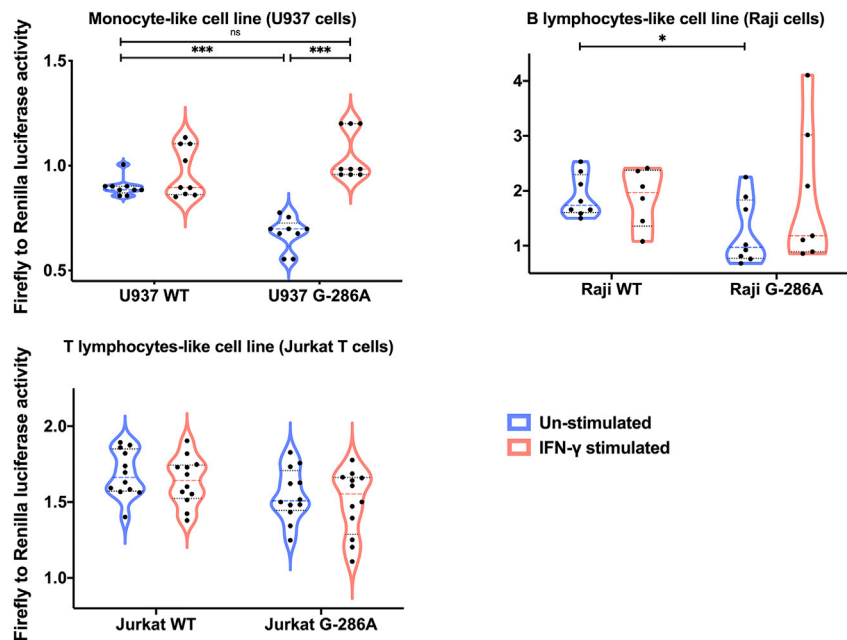 Monocyte-like cell line (U937 cells)
ns
***
***
Firefly to Renilla luciferase activity
1.5
1.0
0.5
U937 WT
U937 G-286A
B lymphocytes-like cell line (Raji cells)
*
4
3
2
1
Raji WT
Raji G-286A
T lymphocytes-like cell line (Jurkat T cells)
Firefly to Renilla luciferase activity
2.0
1.5
1.0
Jurkat WT
Jurkat G-286A
Un-stimulated
IFN-γ stimulated